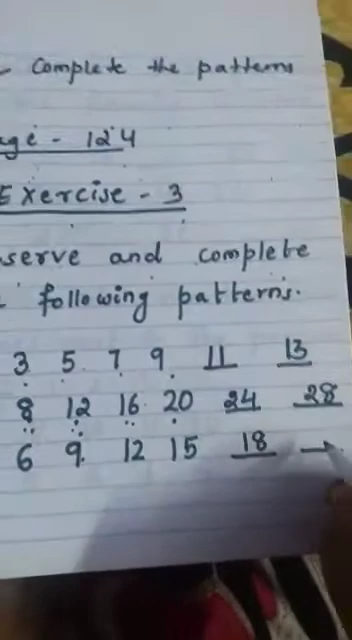 Complete the patterns
ge - 124
Exercise - 3
serve and complete
following patterns.
3 5 7 9 11 13
8 12 16 20 24 28
6 9 12 15 18